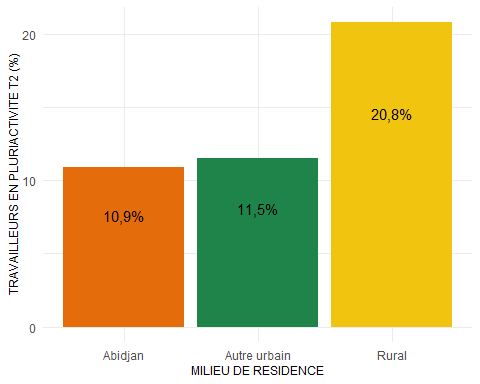 TRAVAILLEURS EN PLURIACTIVITE T2 (%)
20
10
0
10,9%
11,5%
20,8%
Abidjan
Autre urbain
Rural
MILIEU DE RESIDENCE